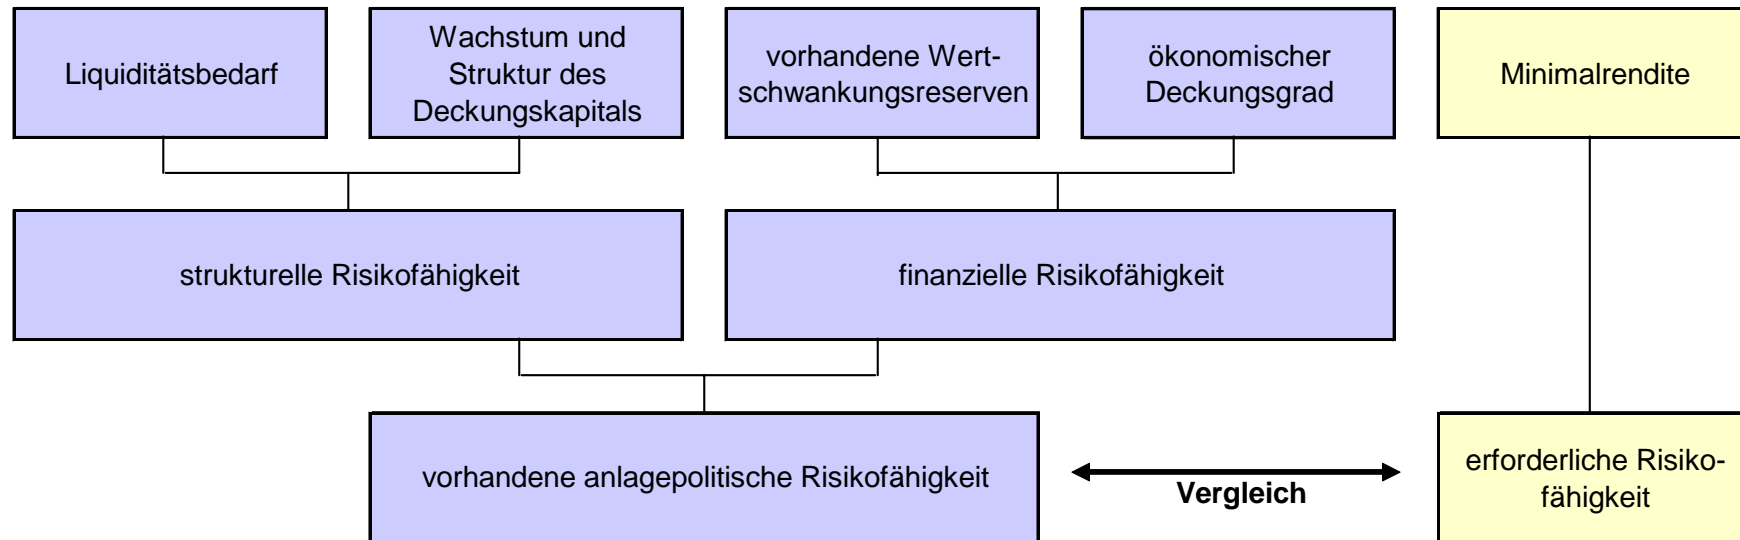 Liquiditätsbedarf
Wachstum und
Struktur des
Deckungskapitals
vorhandene Wert-
schwankungsreserven
ökonomischer
Deckungsgrad
Minimalrendite
strukturelle Risikofähigkeit
finanzielle Risikofähigkeit
vorhandene anlagepolitische Risikofähigkeit
Vergleich
erforderliche Risiko-
fähigkeit